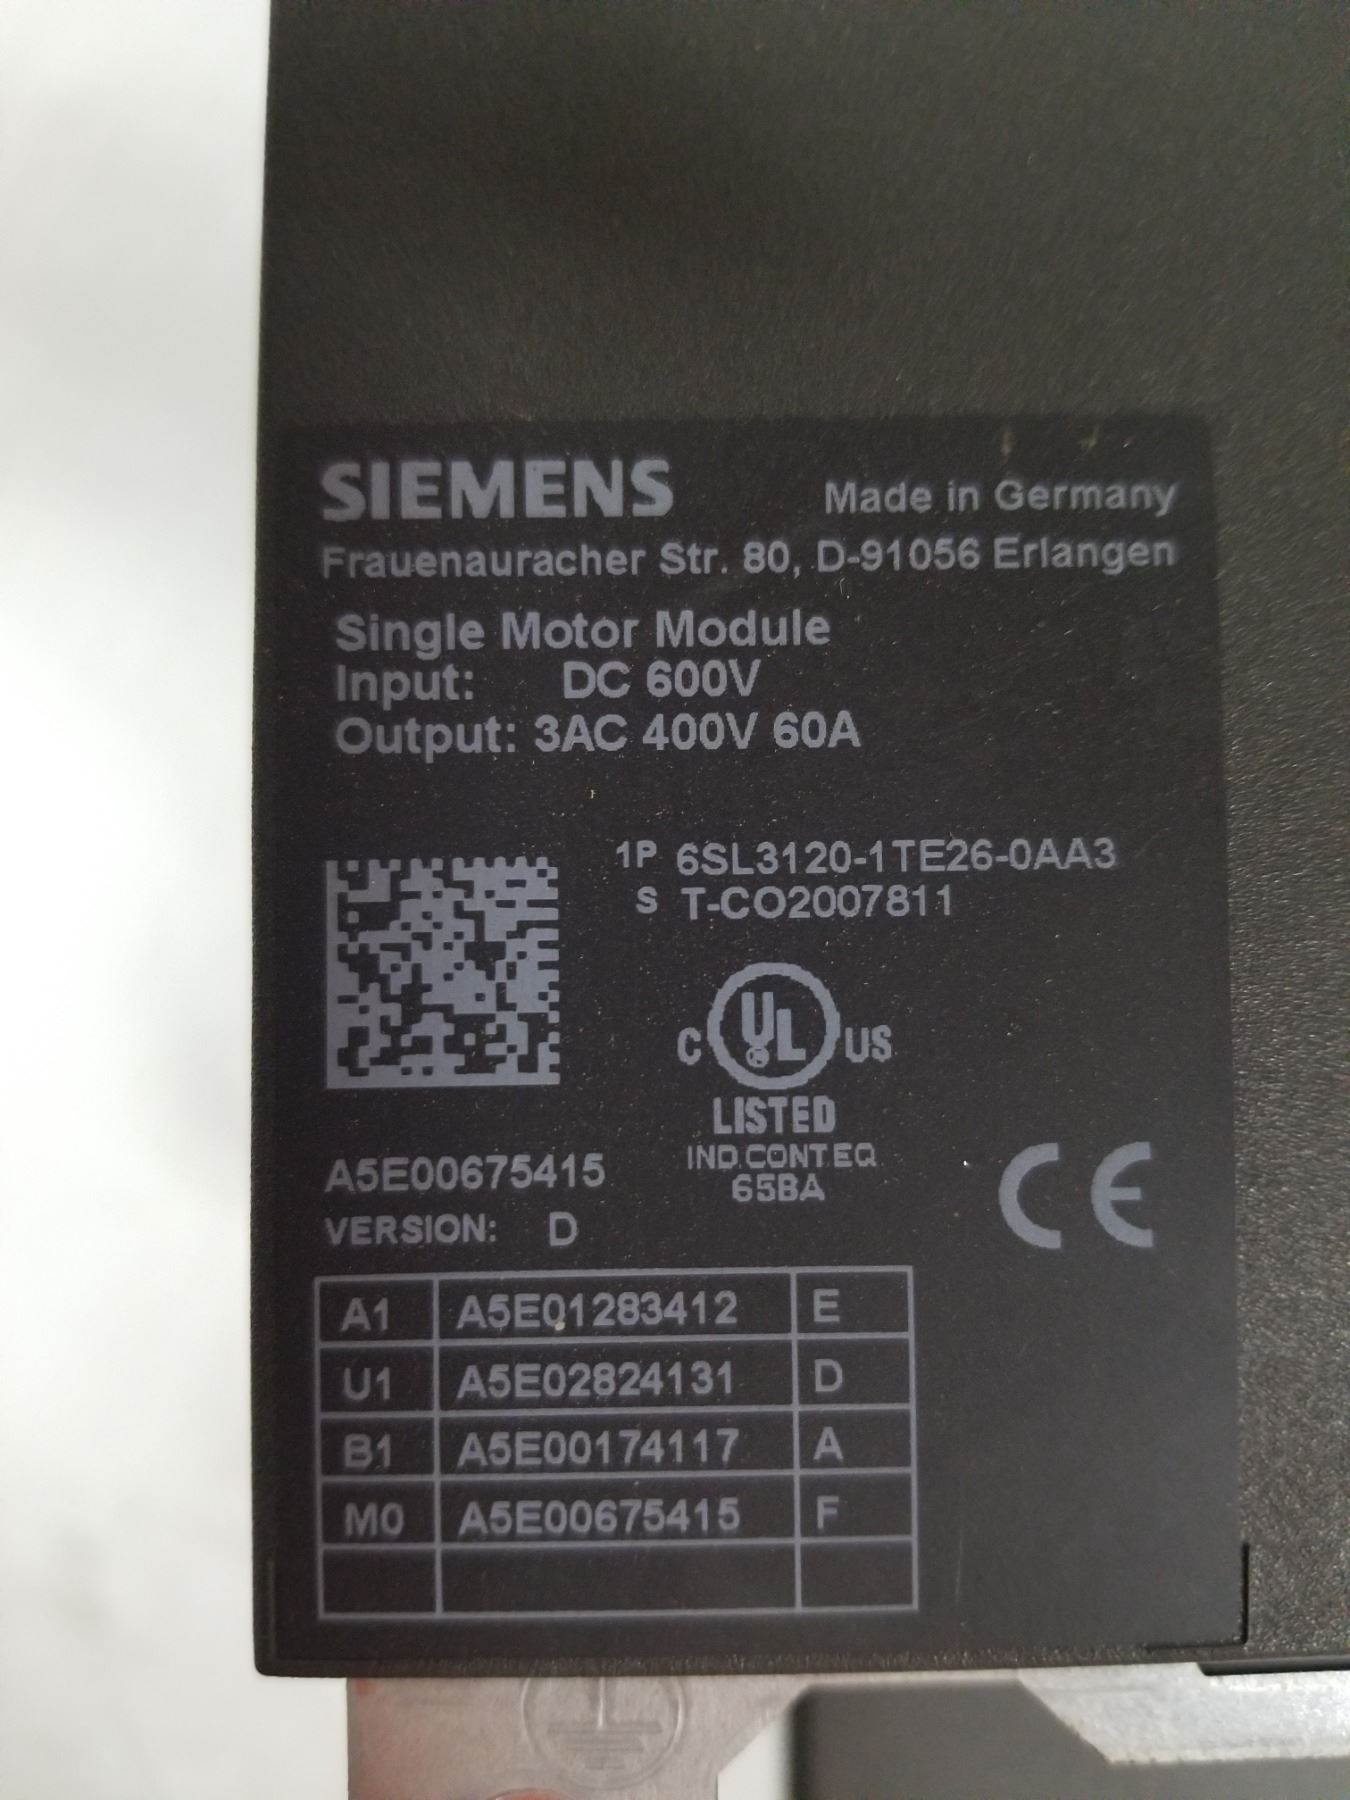 SIEMENS Made in Germany
Frauenauracher Str. 80, D-91056 Erlangen
Single Motor Module
Input: DC 600V
Output: 3AC 400V 60A
1P 6SL3120-1TE26-0AA3
S T-CO2007811
C UL US
LISTED
IND.CONT.EQ.
65BA
CE
A5E00675415
VERSION: D
A1 A5E01283412 E
U1 A5E02824131 D
B1 A5E00174117 A
M0 A5E00675415 F